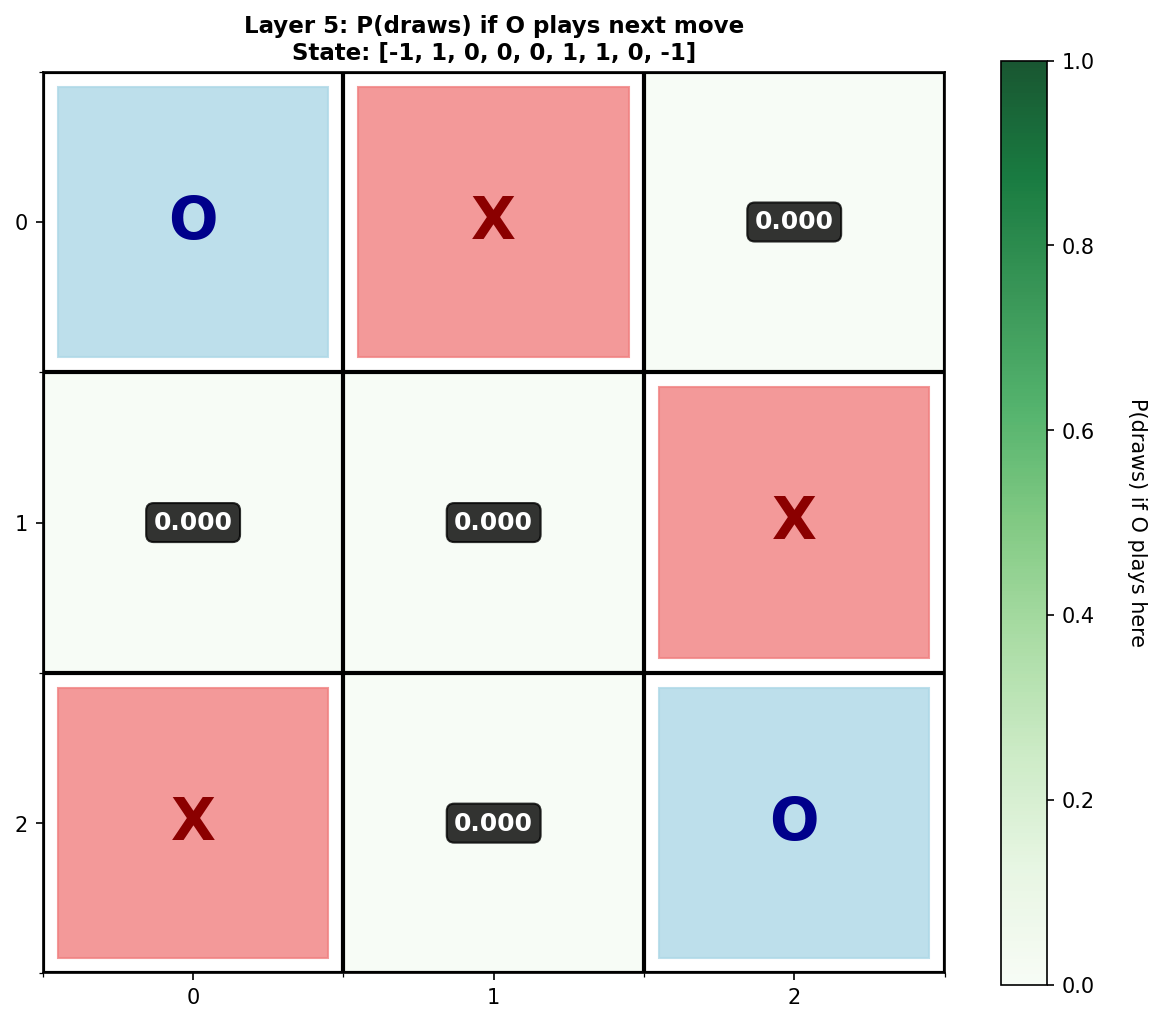 Layer 5: P(draws) if O plays next move
State: [-1, 1, 0, 0, 0, 1, 1, 0, -1]
O
X
0.000
0
0.000
0.000
X
1
X
0.000
O
2
0
1
2
1.0
0.8
0.6
0.4
0.2
0.0
P(draws) if O plays here